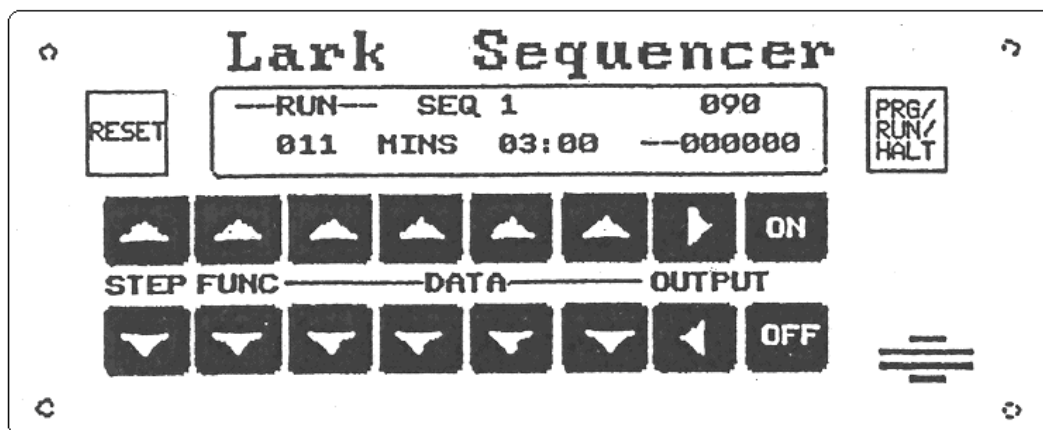 Lark Sequencer
--RUN-- SEQ 1 090
011 MINS 03:00 --000000
RESET
PRG/
RUN/
HALT
ON
STEP FUNC DATA OUTPUT
OFF